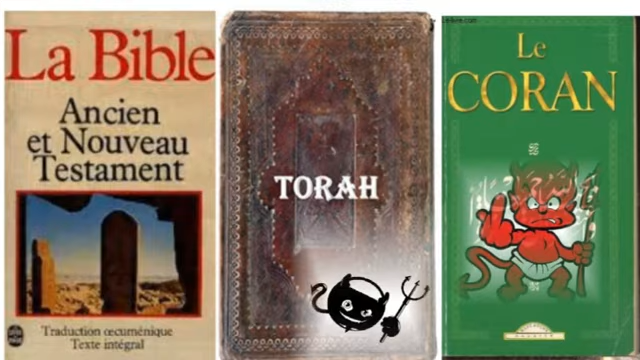 La Bible
Ancien
et Nouveau
Testament
Traduction œcuménique
Texte intégral
TORAH
Le
CORAN